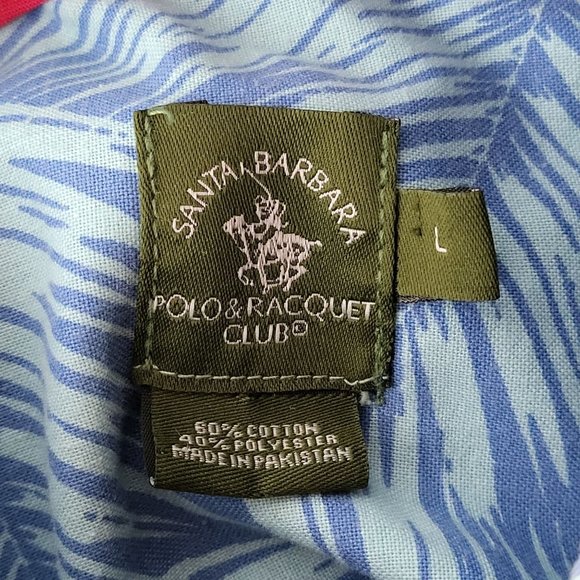 SANTA BARBARA
POLO & RACQUET
CLUB©
L
60% COTTON
40% POLYESTER
MADE IN PAKISTAN